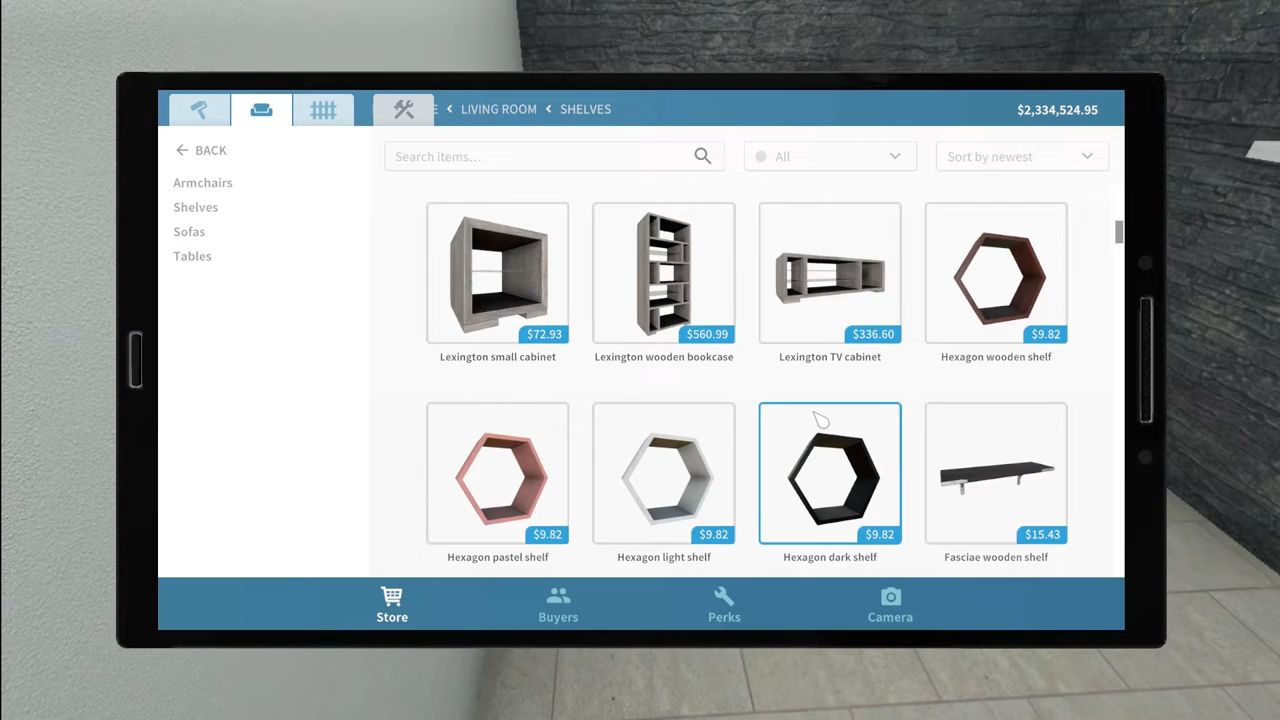 E < LIVING ROOM < SHELVES
$2,334,524.95
BACK
Armchairs
Shelves
Sofas
Tables
Search items...
All
Sort by newest
$72.93
$560.99
$336.60
$9.82
Lexington small cabinet
Lexington wooden bookcase
Lexington TV cabinet
Hexagon wooden shelf
$9.82
$9.82
$9.82
$15.43
Hexagon pastel shelf
Hexagon light shelf
Hexagon dark shelf
Fasciae wooden shelf
Store
Buyers
Perks
Camera